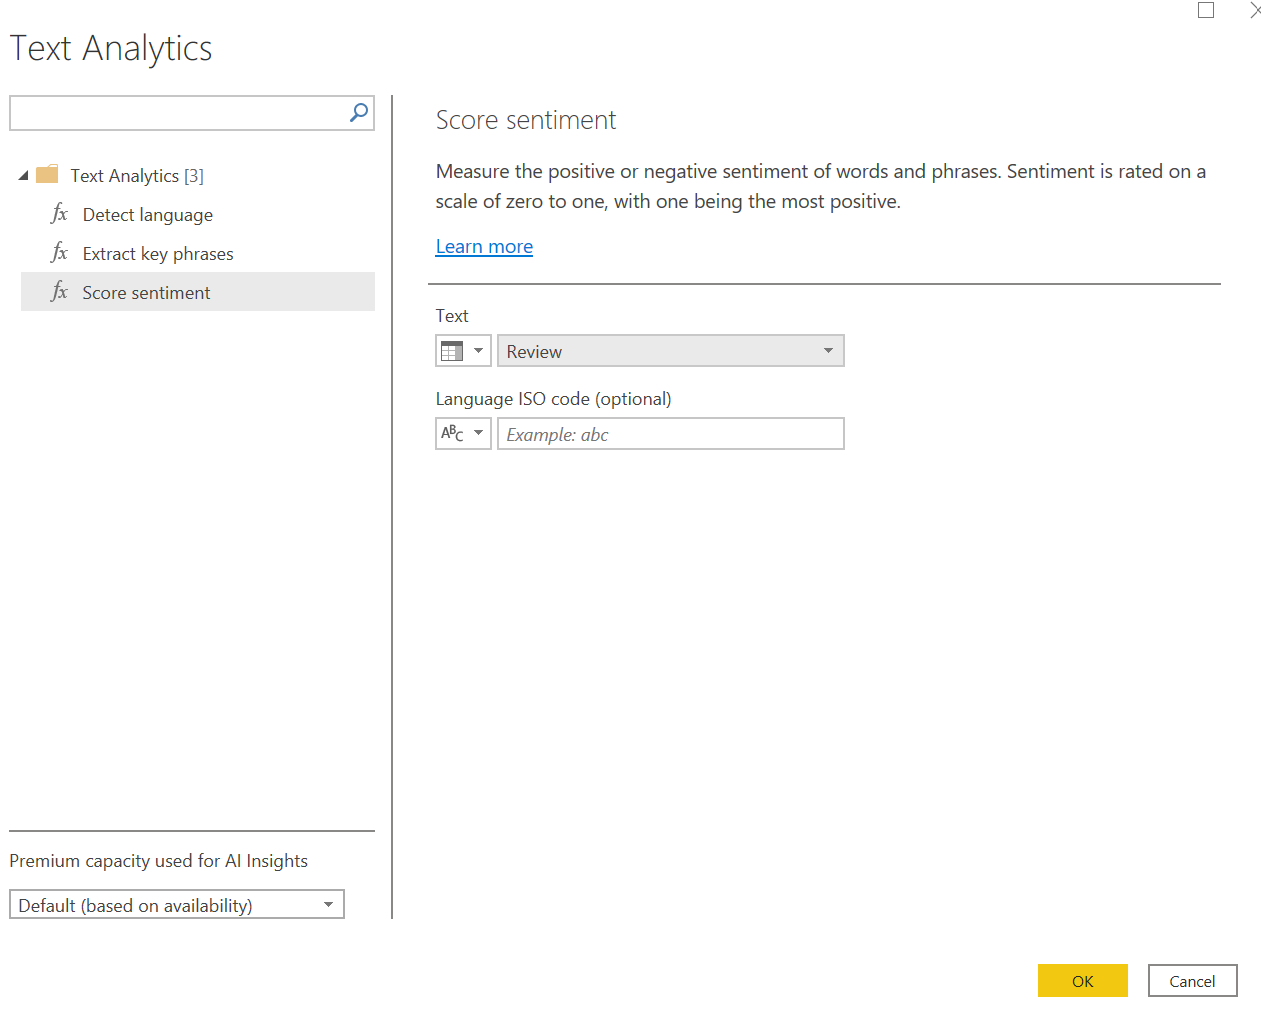 Text Analytics
Text Analytics [3]
fx Detect language
fx Extract key phrases
fx Score sentiment
Premium capacity used for AI Insights
Default (based on availability)
Score sentiment
Measure the positive or negative sentiment of words and phrases. Sentiment is rated on a
scale of zero to one, with one being the most positive.
Learn more
Text
Review
Language ISO code (optional)
ABC Example: abc
OK Cancel